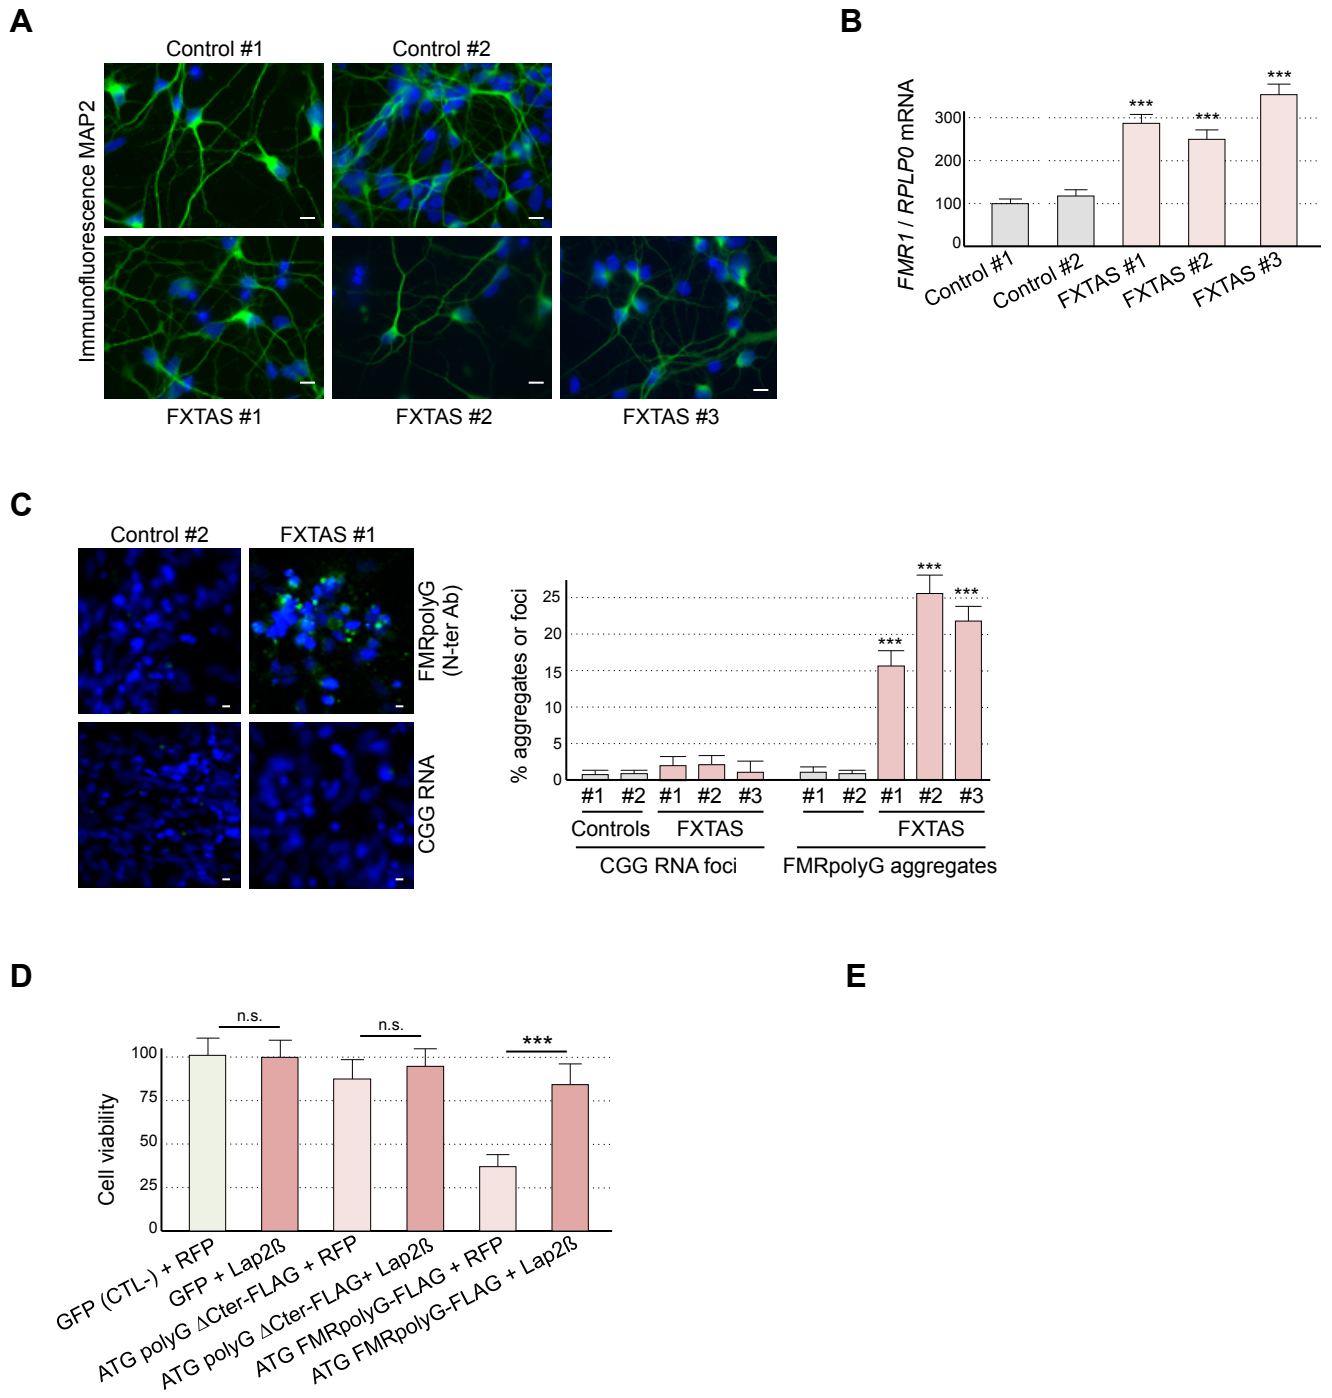 A
Control #1
Control #2
Immunofluorescence MAP2
FXTAS #1
FXTAS #2
FXTAS #3
B
FMR1 / RPLP0 mRNA
300
200
100
0
***
***
***
Control #1
Control #2
FXTAS #1
FXTAS #2
FXTAS #3
C
Control #2
FXTAS #1
FMRpolyG
(N-ter Ab)
CGG RNA
% aggregates or foci
25
20
15
10
5
0
***
***
***
#1 #2 #1 #2 #3 #1 #2 #1 #2 #3
Controls FXTAS FXTAS
CGG RNA foci FMRpolyG aggregates
D
Cell viability
100
75
50
25
0
n.s.
n.s.
***
GFP (CTL-) + RFP
GFP + Lap2ß
ATG polyG ΔCter-FLAG + RFP
ATG polyG ΔCter-FLAG+ Lap2ß
ATG FMRpolyG-FLAG + RFP
ATG FMRpolyG-FLAG + Lap2ß
E